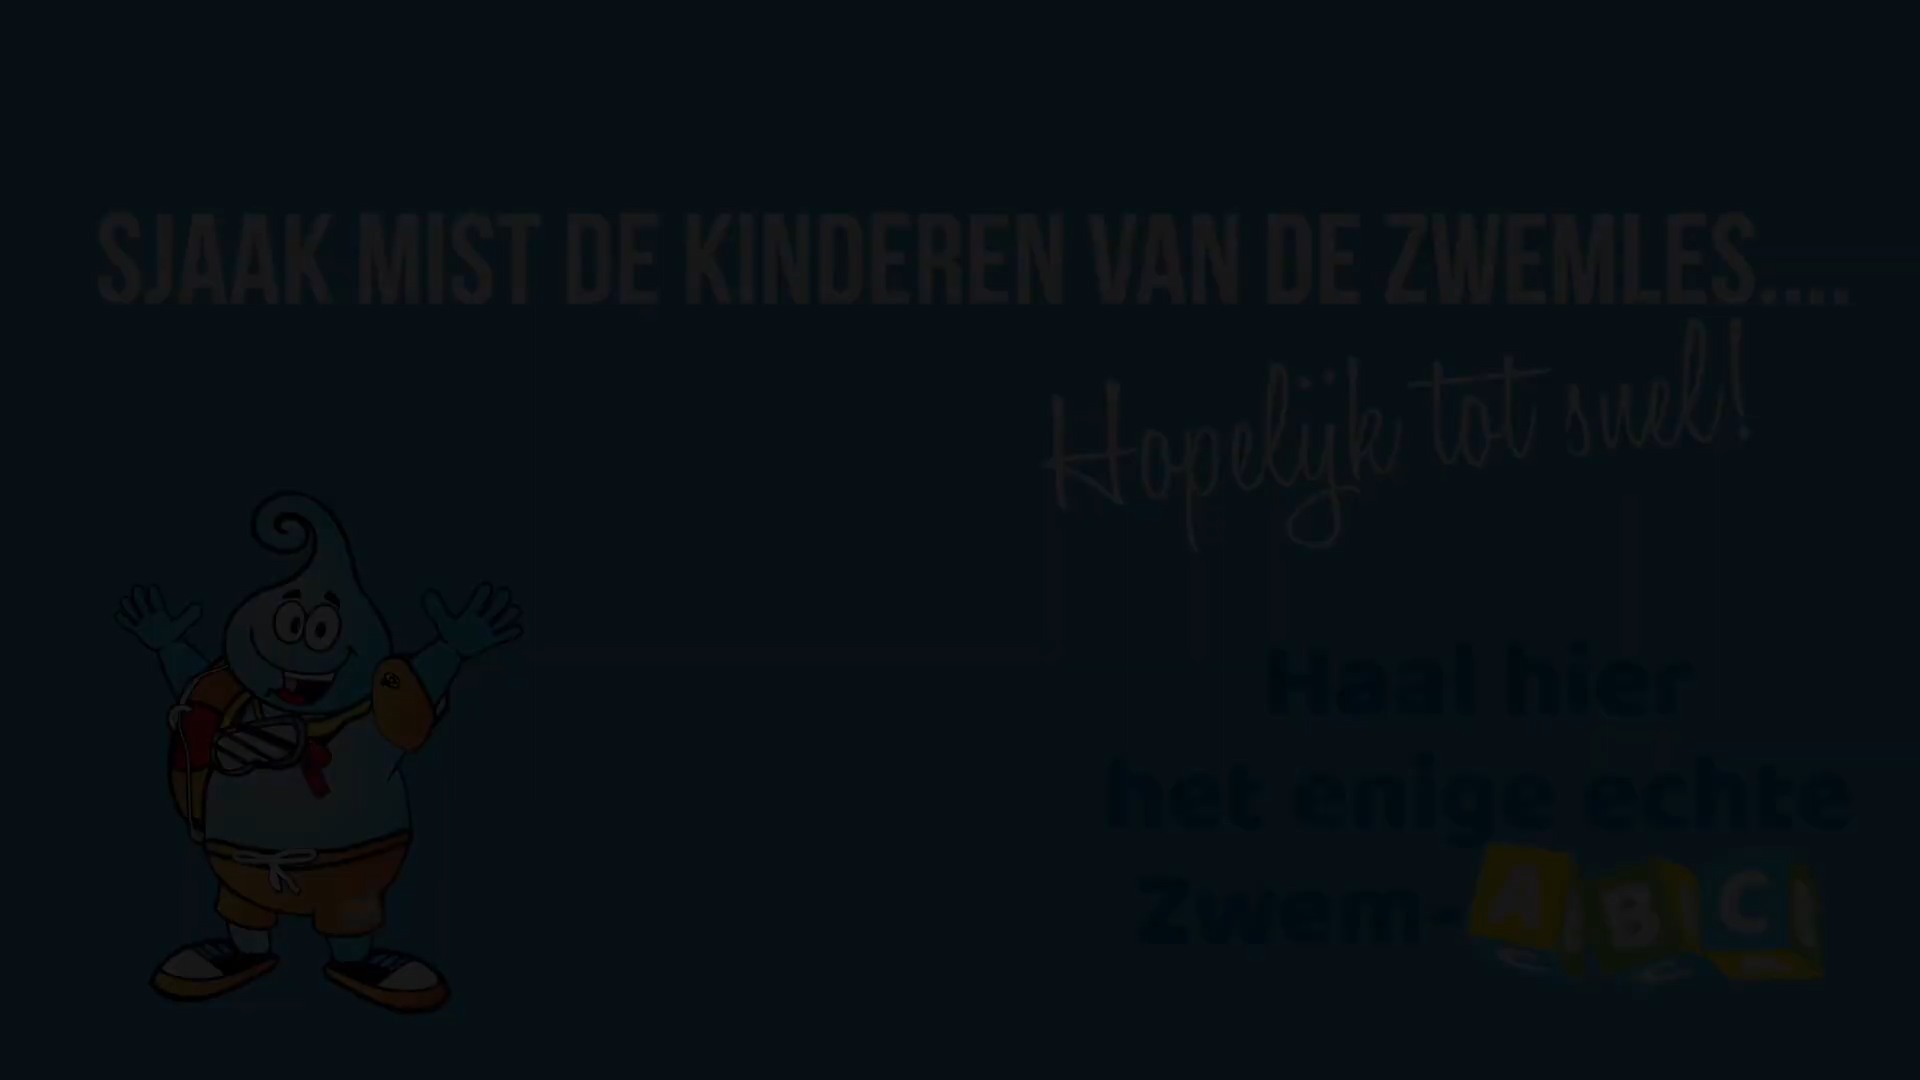 SJAAK MIST DE KINDEREN VAN DE ZWEMLES....
Hopelijk tot snel!
Haal hier
het enige echte
Zwem-ABC